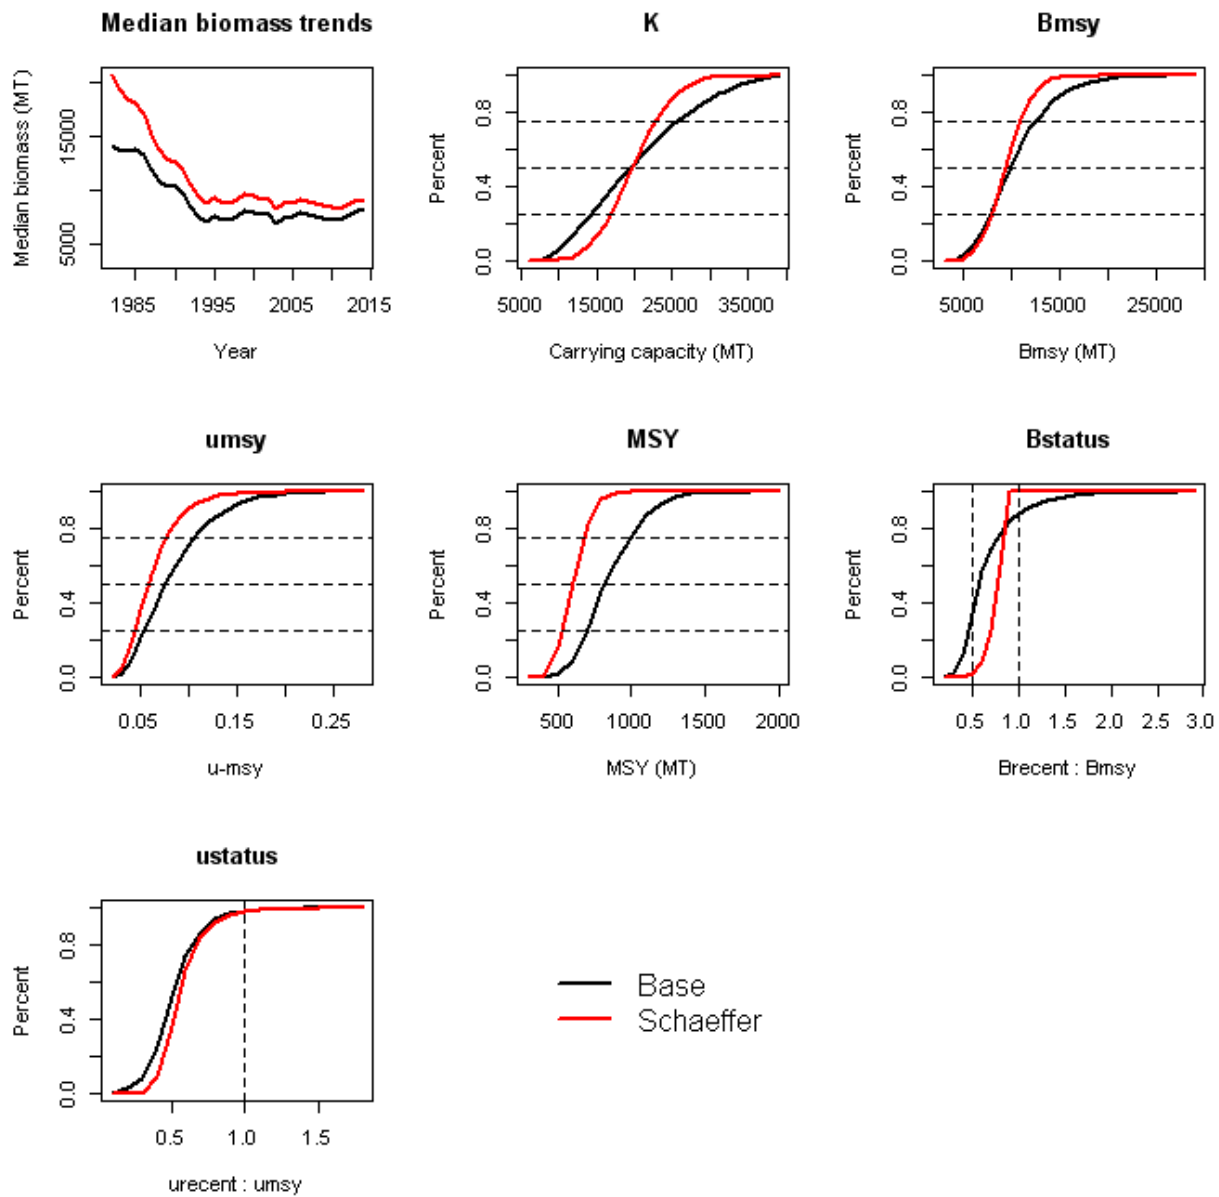 Median biomass trends
K
Bmsy
Median biomass (MT)
5000
15000
1985
1995
2005
2015
Year
Percent
0.0
0.4
0.8
5000
15000
25000
35000
Carrying capacity (MT)
Percent
0.0
0.4
0.8
5000
15000
25000
Bmsy (MT)
umsy
MSY
Bstatus
Percent
0.0
0.4
0.8
0.05
0.15
0.25
u-msy
Percent
0.0
0.4
0.8
500
1000
1500
2000
MSY (MT)
Percent
0.0
0.4
0.8
0.5
1.0
1.5
2.0
2.5
3.0
Brecent : Bmsy
ustatus
Percent
0.0
0.4
0.8
0.5
1.0
1.5
urecent : umsy
Base
Schaeffer